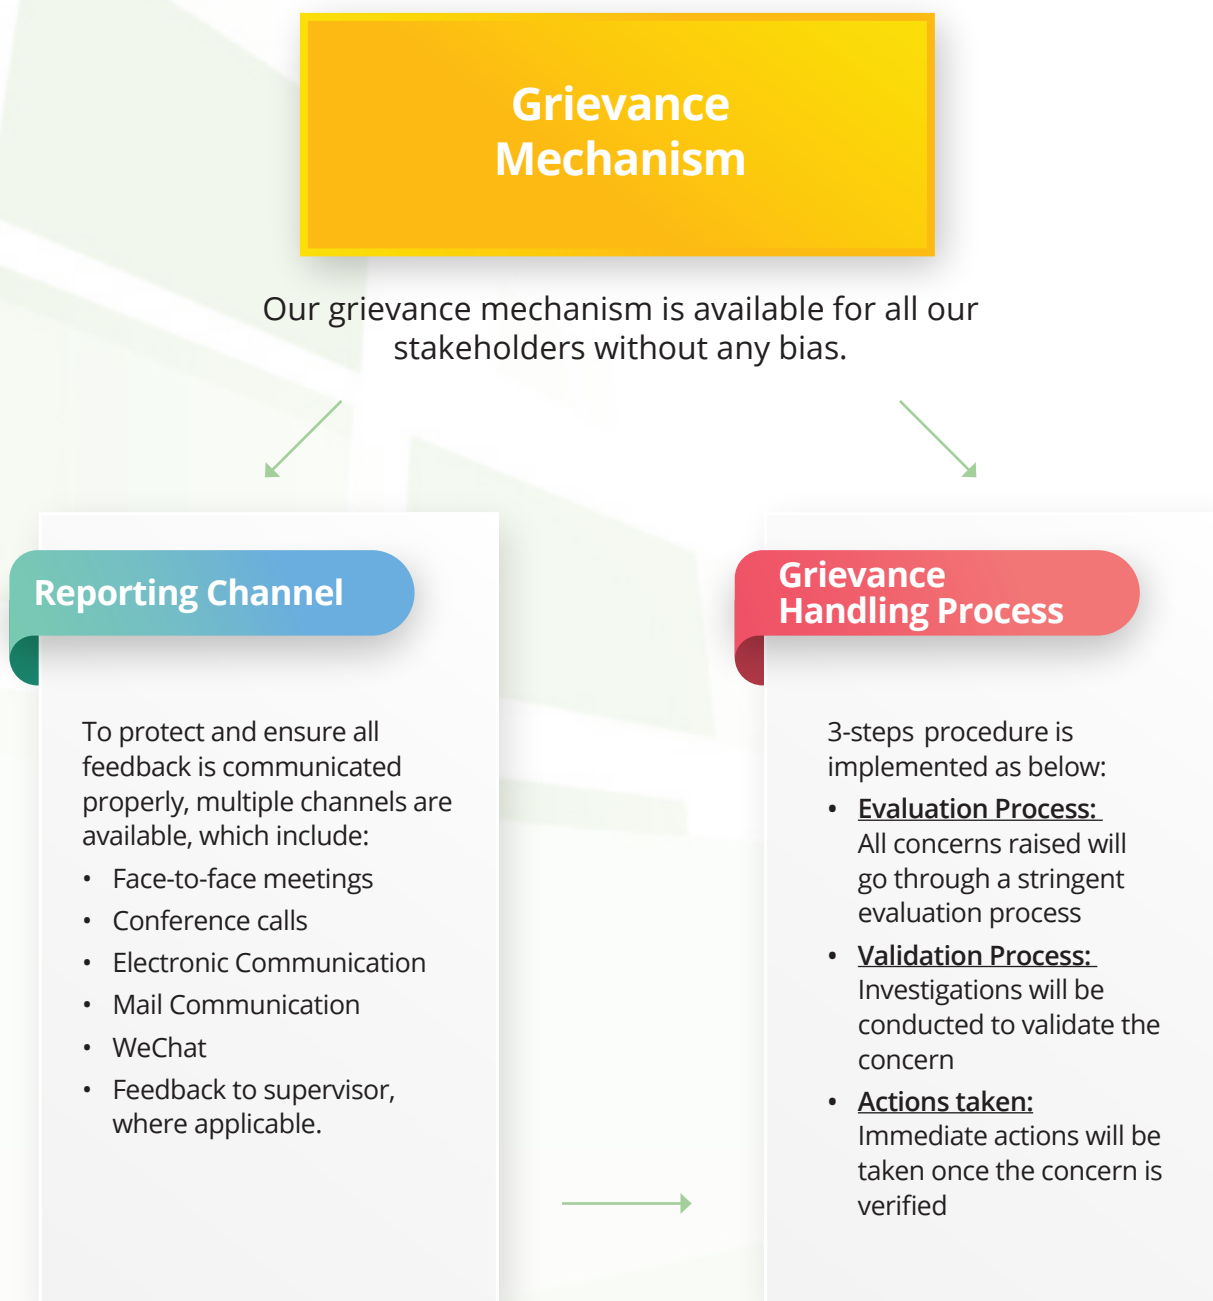 Grievance
Mechanism
Our grievance mechanism is available for all our
stakeholders without any bias.
Reporting Channel
To protect and ensure all
feedback is communicated
properly, multiple channels are
available, which include:
• Face-to-face meetings
• Conference calls
• Electronic Communication
• Mail Communication
• WeChat
• Feedback to supervisor,
where applicable.
Grievance
Handling Process
3-steps procedure is
implemented as below:
• Evaluation Process:
All concerns raised will
go through a stringent
evaluation process
• Validation Process:
Investigations will be
conducted to validate the
concern
• Actions taken:
Immediate actions will be
taken once the concern is
verified